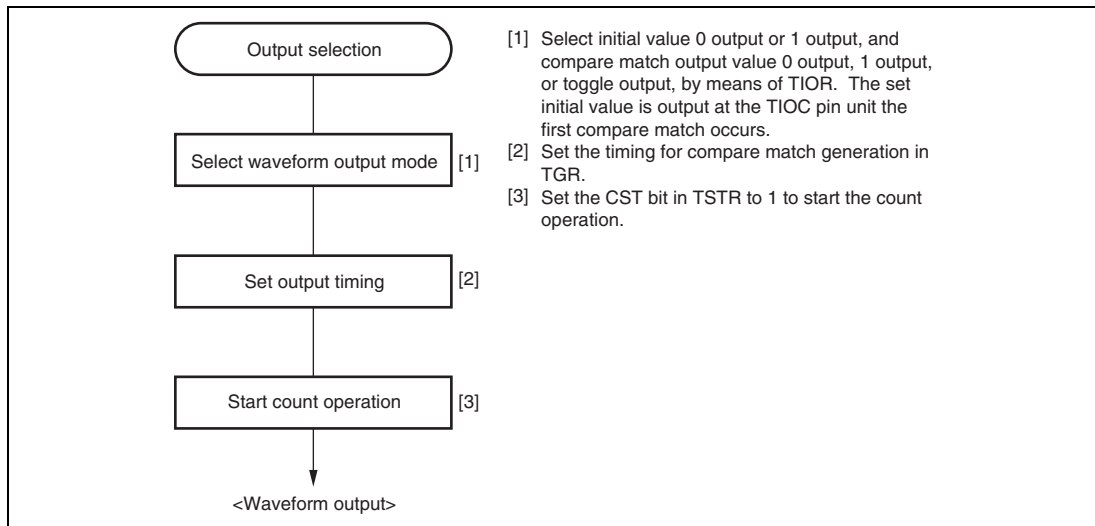 Output selection
Select waveform output mode
[1]
Set output timing
[2]
Start count operation
[3]
<Waveform output>
[1] Select initial value 0 output or 1 output, and
compare match output value 0 output, 1 output,
or toggle output, by means of TIOR. The set
initial value is output at the TIOC pin unit the
first compare match occurs.
[2] Set the timing for compare match generation in
TGR.
[3] Set the CST bit in TSTR to 1 to start the count
operation.